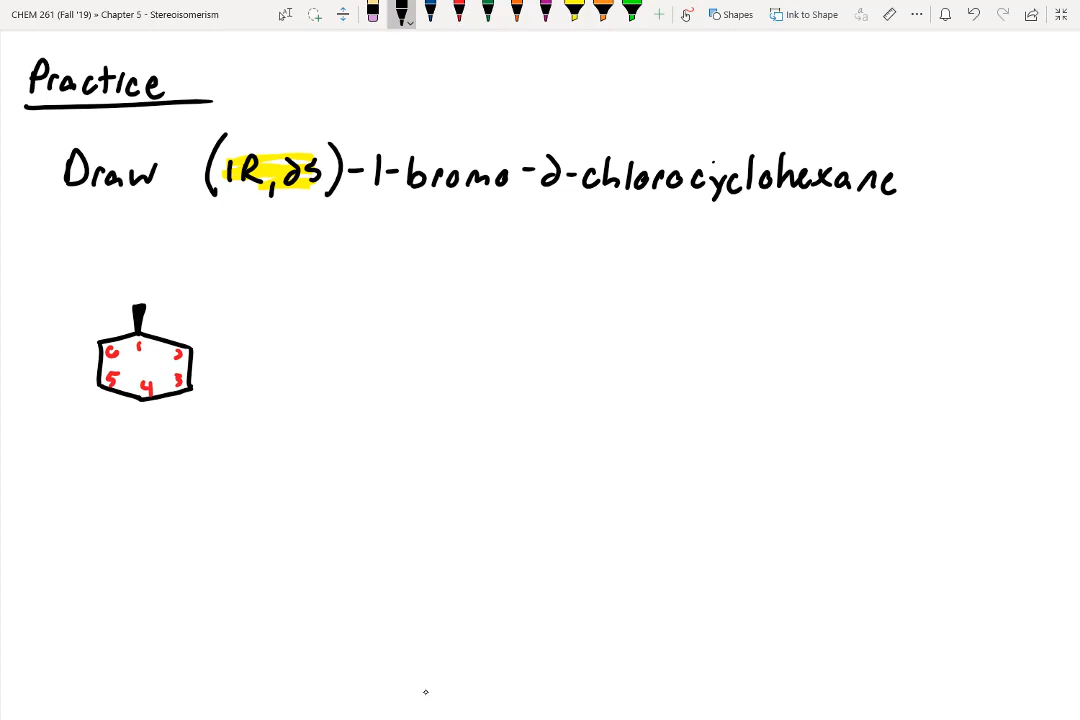 CHEM 261 (Fall '19) » Chapter 5 - Stereoisomerism
Shapes
Ink to Shape
Practice
Draw (1R,2S)-1-bromo-2-chlorocyclohexane
6 1 2
5 4 3